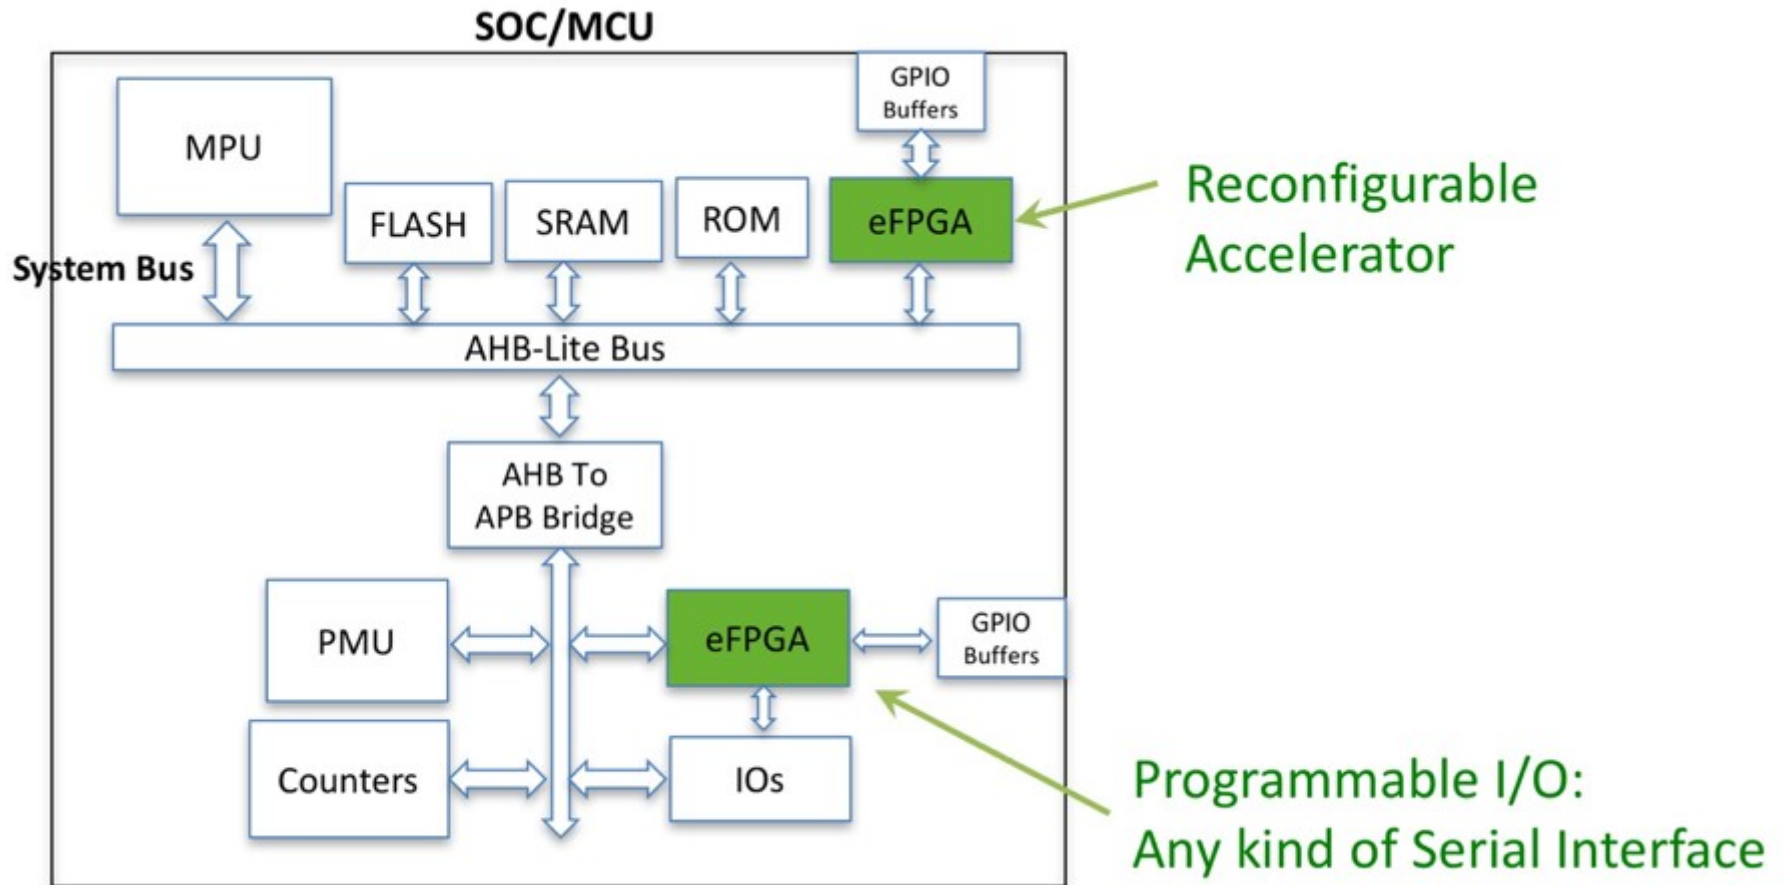 SOC/MCU
GPIO
Buffers
MPU
FLASH
SRAM
ROM
eFPGA
Reconfigurable
Accelerator
System Bus
AHB-Lite Bus
AHB To
APB Bridge
PMU
eFPGA
GPIO
Buffers
Counters
IOs
Programmable I/O:
Any kind of Serial Interface